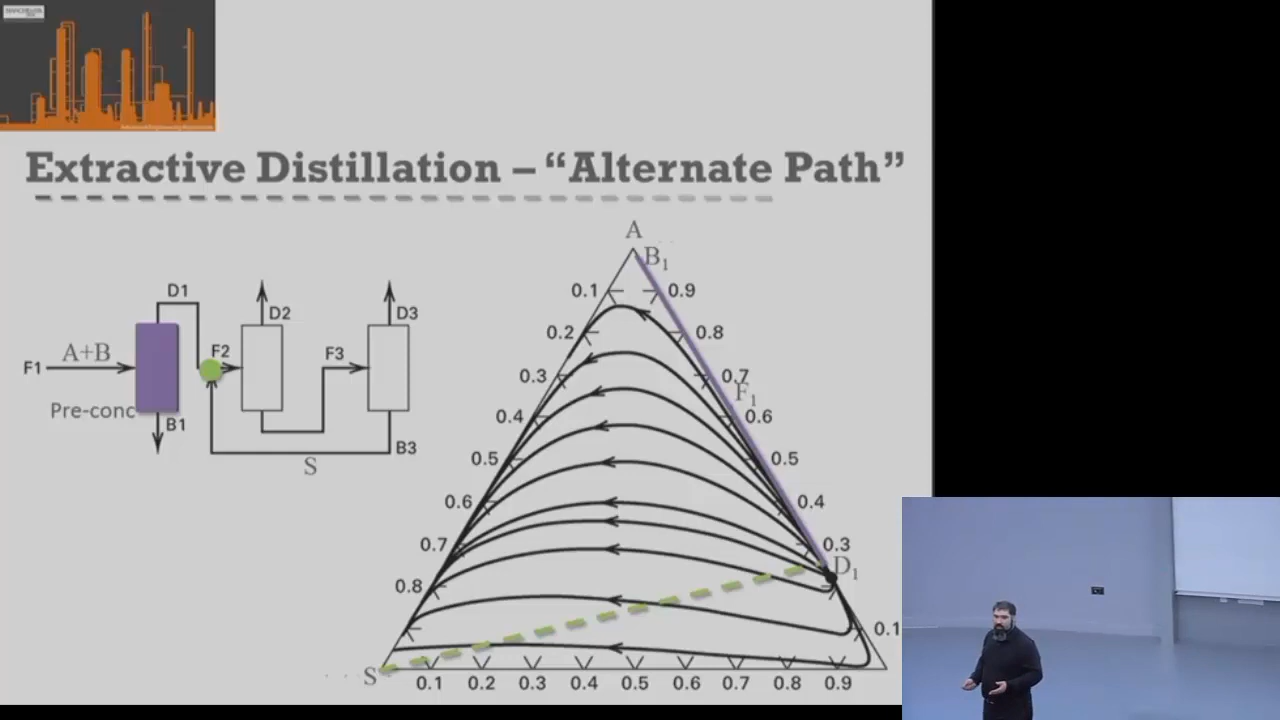 Extractive Distillation – “Alternate Path”
D1
F1
A+B
F2
D2
F3
D3
Pre-conc
B1
S
B3
A
B1
0.1
0.9
0.2
0.8
0.3
0.7
F1
0.4
0.6
0.5
0.5
0.6
0.4
0.7
0.3
D1
0.8
0.1
S
0.1
0.2
0.3
0.4
0.5
0.6
0.7
0.8
0.9